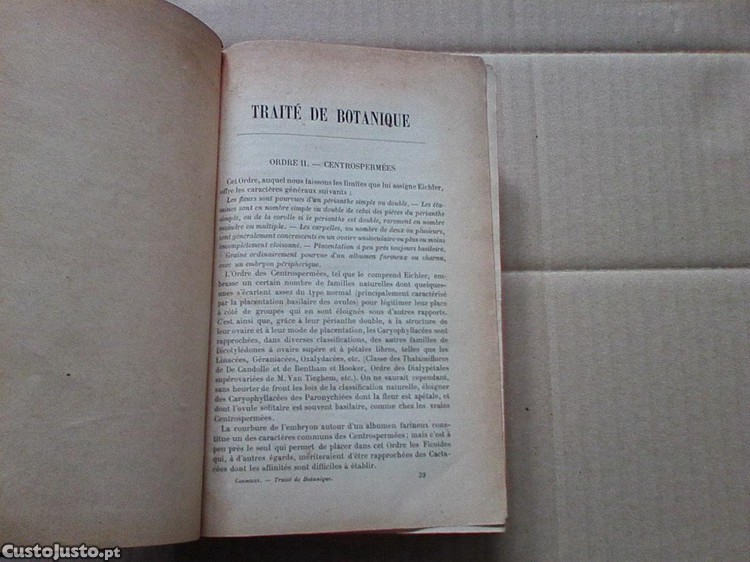 TRAITÉ DE BOTANIQUE
ORDRE II. — CENTROSPERMÉES
Cet Ordre, auquel nous laissons les limites que lui assigne Eichler,
offre les caractères généraux suivants :
Les fleurs sont pourvues d'un périanthe simple ou double. — Les éta-
mines sont en nombre simple ou double de celui des pièces du périanthe
simple, ou de la corolle si le périanthe est double, rarement en nombre
moindre ou multiple. — Les carpelles, au nombre de deux ou plusieurs,
sont généralement concrescents en un ovaire uniloculaire ou plus ou moins
incomplètement cloisonné. — Placentation à peu près toujours basilaire.
— Graine ordinairement pourvue d'un albumen farineux ou charnu,
avec un embryon périphérique.
L'Ordre des Centrospermées, tel que le comprend Eichler, em-
brasse un certain nombre de familles naturelles dont quelques-
unes s'écartent assez du type normal (principalement caractérisé
par la placentation basilaire des ovules) pour légitimer leur place
à côté de groupes qui en sont éloignés sous d'autres rapports.
C'est ainsi que, grâce à leur périanthe double, à la structure de
leur ovaire et à leur mode de placentation, les Caryophyllacées sont
rapprochées, dans diverses classifications, des autres familles de
Dicotylédones à ovaire supère et à pétales libres, telles que les
Linacées, Géraniacées, Oxalydacées, etc. (Classe des Thalamiflores
de De Candolle et de Bentham et Hooker, Ordre des Dialypétales
supérovariées de M. Van Tieghem, etc.). On ne saurait cependant,
sans heurter de front les lois de la classification naturelle, éloigner
des Caryophyllacées des Paronychiées dont la fleur est apétale, et
dont l'ovule solitaire est souvent basilaire, comme chez les vraies
Centrospermées.
La courbure de l'embryon autour d'un albumen farineux cons-
titue un des caractères communs des Centrospermées; mais c'est à
peu près le seul qui permet de placer dans cet Ordre les Ficoïdes
qui, à d'autres égards, mériteraient d'être rapprochées des Cacta-
cées dont les affinités sont difficiles à établir.
— Traité de Botanique. 39
CustoJusto.pt